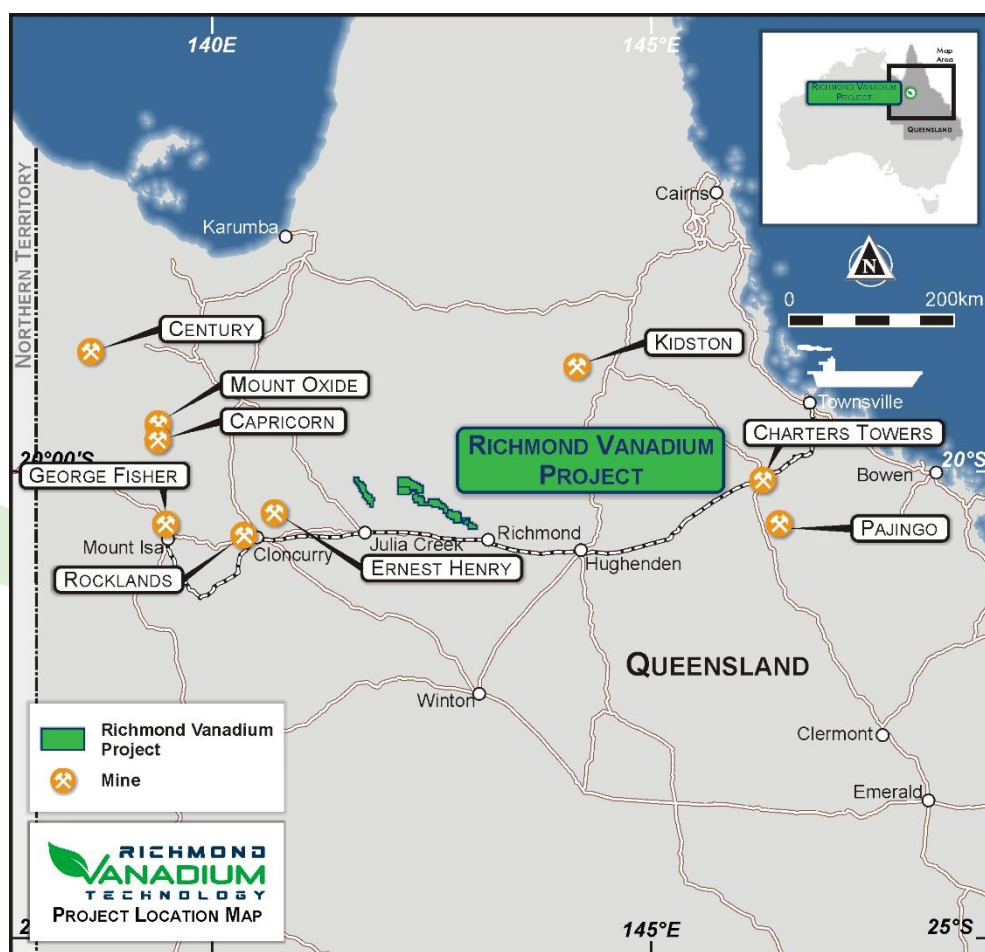 140E
145°E
Map
Area
RICHMOND VANADIUM
PROJECT
QUEENSLAND
NORTHERN TERRITORY
Cairns
Karumba
N
0 200km
CENTURY
KIDSTON
MOUNT OXIDE
CAPRICORN
Townsville
RICHMOND VANADIUM
PROJECT
CHARTERS TOWERS
20°00'S
20°S
GEORGE FISHER
Bowen
PAJINGO
Mount Isa
Cloncurry
Julia Creek
Richmond
Hughenden
ROCKLANDS
ERNEST HENRY
QUEENSLAND
Winton
Clermont
Emerald
Richmond Vanadium
Project
Mine
RICHMOND
VANADIUM
TECHNOLOGY
PROJECT LOCATION MAP
145°E
25°S